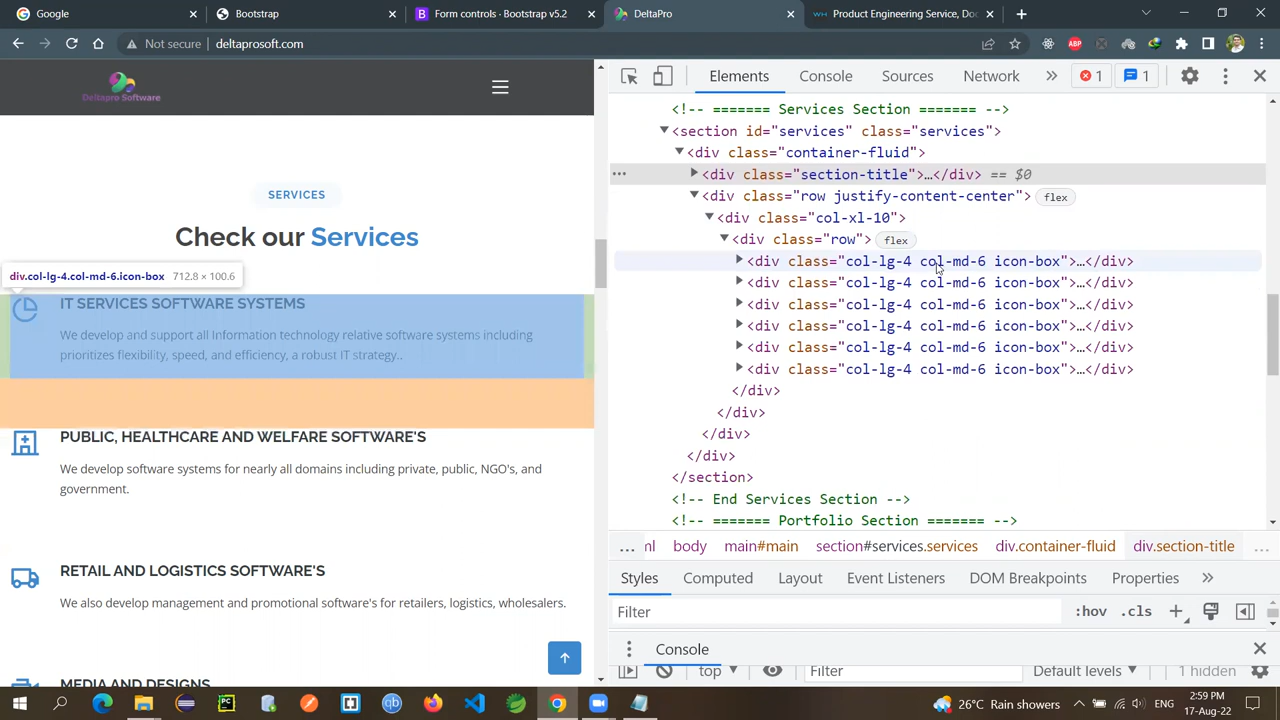 Google
Bootstrap
Form controls · Bootstrap v5.2
DeltaPro
Product Engineering Service, Doc
Not secure
deltaprosoft.com
ABP
Deltapro Software
SERVICES
Check our Services
div.col-lg-4.col-md-6.icon-box 712.8 × 100.6
IT SERVICES SOFTWARE SYSTEMS
We develop and support all Information technology relative software systems including
prioritizes flexibility, speed, and efficiency, a robust IT strategy..
PUBLIC, HEALTHCARE AND WELFARE SOFTWARE'S
We develop software systems for nearly all domains including private, public, NGO's, and
government.
RETAIL AND LOGISTICS SOFTWARE'S
We also develop management and promotional software's for retailers, logistics, wholesalers.
MEDIA AND DESIGNS
Elements
Console
Sources
Network
1
1
<!-- ======= Services Section ======= -->
<section id="services" class="services">
<div class="container-fluid">
<div class="section-title">…</div> == $0
<div class="row justify-content-center"> flex
<div class="col-xl-10">
<div class="row"> flex
<div class="col-lg-4 col-md-6 icon-box">…</div>
<div class="col-lg-4 col-md-6 icon-box">…</div>
<div class="col-lg-4 col-md-6 icon-box">…</div>
<div class="col-lg-4 col-md-6 icon-box">…</div>
<div class="col-lg-4 col-md-6 icon-box">…</div>
<div class="col-lg-4 col-md-6 icon-box">…</div>
</div>
</div>
</div>
</div>
</section>
<!-- End Services Section -->
<!-- ======= Portfolio Section ======= -->
... ml body main#main section#services.services div.container-fluid div.section-title ...
Styles Computed Layout Event Listeners DOM Breakpoints Properties
Filter
:hov .cls
Console
top
Filter
Default levels
1 hidden
PC
qb
26°C Rain showers
ENG
2:59 PM
17-Aug-22